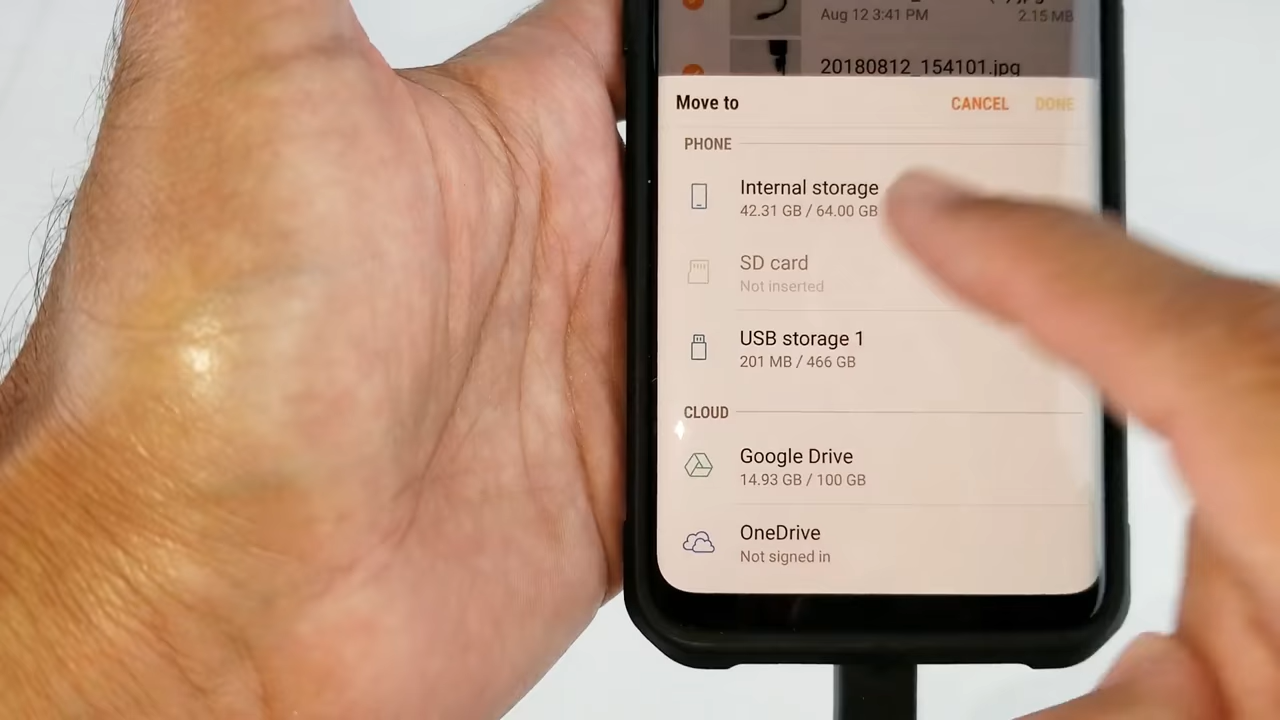 Aug 12 3:41 PM 2.15 MB
20180812_154101.jpg
Move to CANCEL DONE
PHONE
Internal storage
42.31 GB / 64.00 GB
SD card
Not inserted
USB storage 1
201 MB / 466 GB
CLOUD
Google Drive
14.93 GB / 100 GB
OneDrive
Not signed in